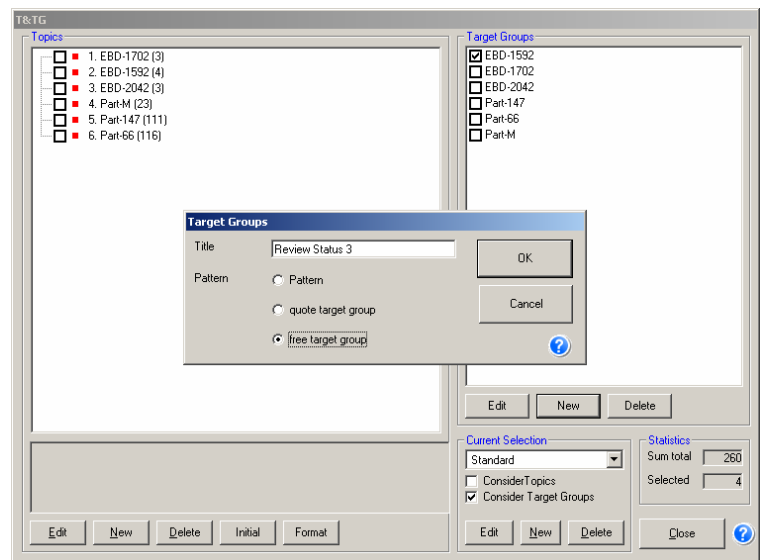 T&TG
Topics
1. EBD-1702 (3)
2. EBD-1592 (4)
3. EBD-2042 (3)
4. Part-M (23)
5. Part-147 (111)
6. Part-66 (116)
Target Groups
EBD-1592
EBD-1702
EBD-2042
Part-147
Part-66
Part-M
Target Groups
Title
Review Status 3
OK
Pattern
Pattern
Cancel
quote target group
free target group
?
Edit
New
Delete
Current Selection
Standard
ConsiderTopics
Consider Target Groups
Statistics
Sum total 260
Selected 4
Edit
New
Delete
Initial
Format
Edit
New
Delete
Close
?